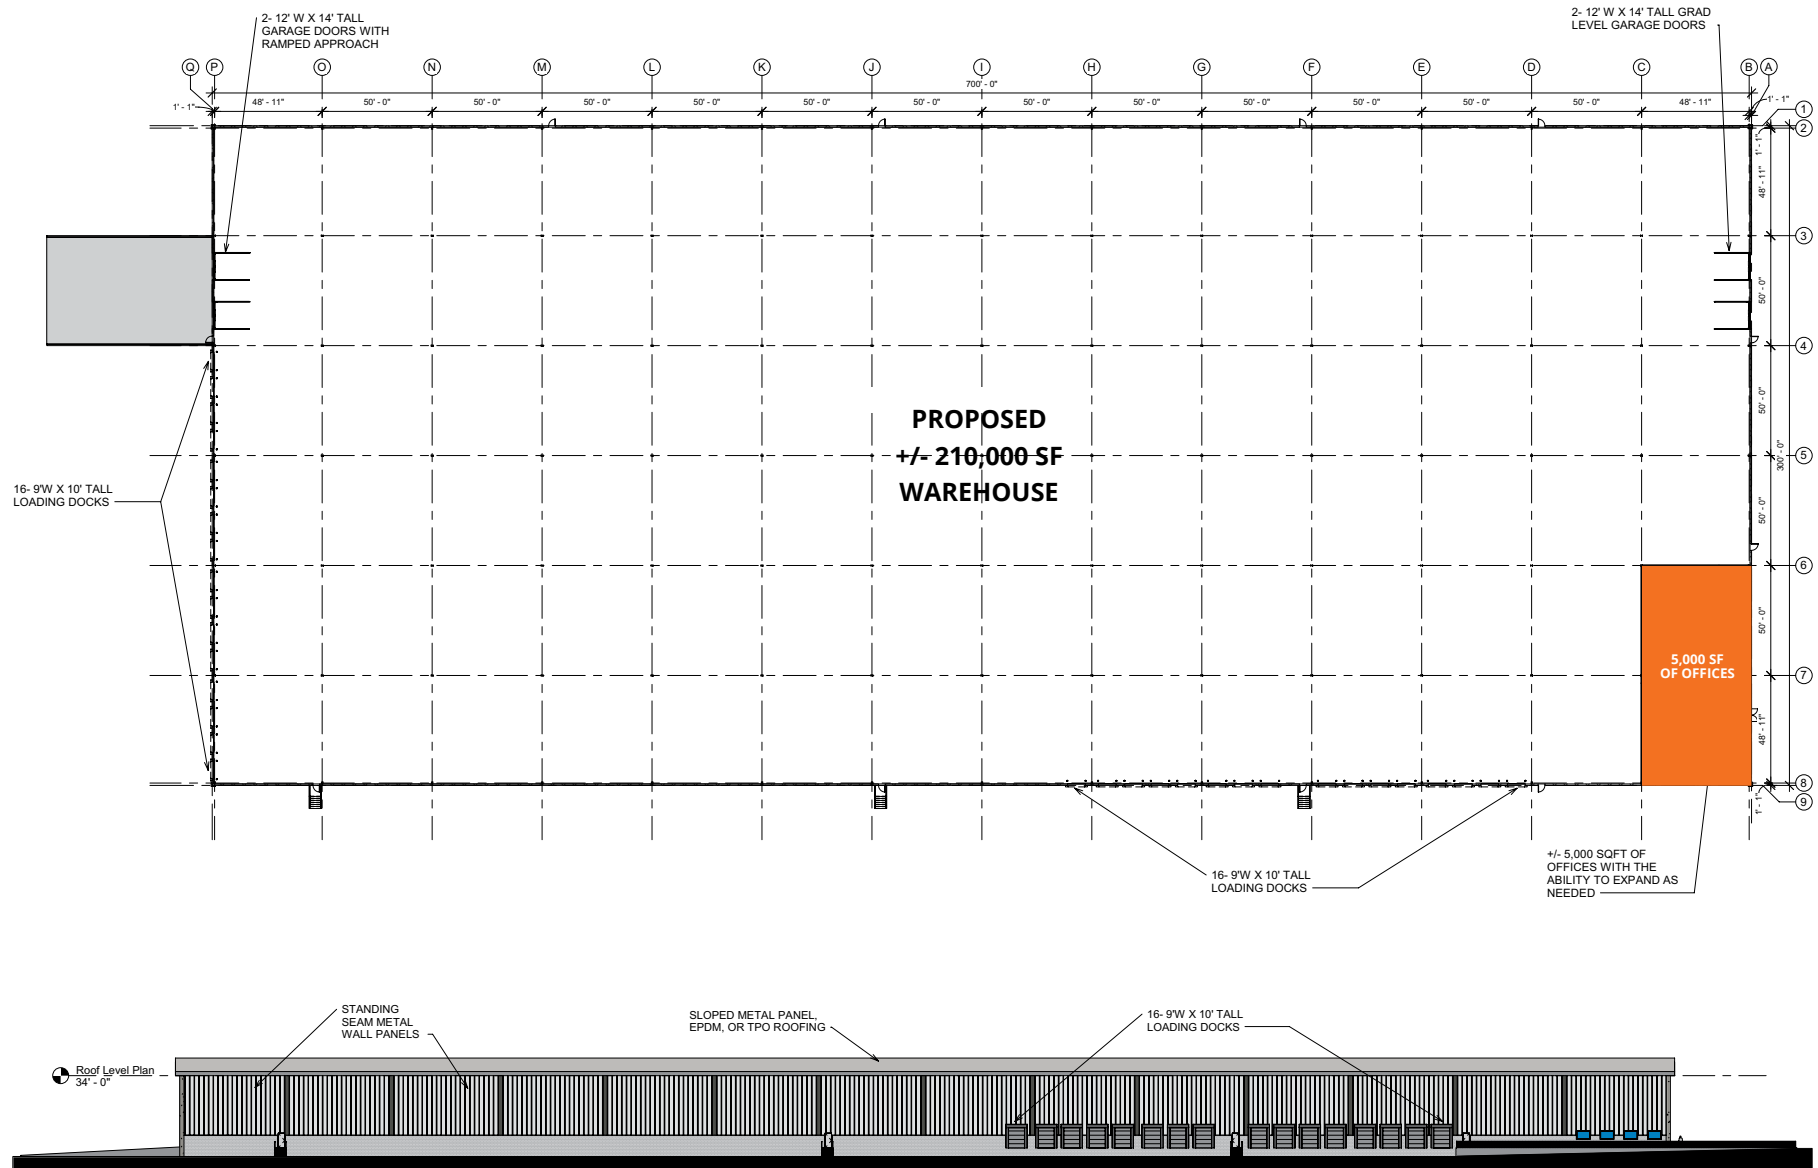 2- 12' W X 14' TALL
GARAGE DOORS WITH
RAMPED APPROACH
2- 12' W X 14' TALL GRAD
LEVEL GARAGE DOORS
Q P O N M L K J I H G F E D C B A
700' - 0"
1' - 1" 48' - 11" 50' - 0" 50' - 0" 50' - 0" 50' - 0" 50' - 0" 50' - 0" 50' - 0" 50' - 0" 50' - 0" 50' - 0" 50' - 0" 50' - 0" 48' - 11" 1' - 1"
1
2
1' - 1"
48' - 11"
3
50' - 0"
4
50' - 0"
PROPOSED
+/- 210,000 SF
WAREHOUSE
5
300' - 0"
16- 9'W X 10' TALL
LOADING DOCKS
50' - 0"
6
50' - 0"
5,000 SF
OF OFFICES
7
48' - 11"
8
9
1' - 1"
16- 9'W X 10' TALL
LOADING DOCKS
+/- 5,000 SQFT OF
OFFICES WITH THE
ABILITY TO EXPAND AS
NEEDED
STANDING
SEAM METAL
WALL PANELS
SLOPED METAL PANEL,
EPDM, OR TPO ROOFING
16- 9'W X 10' TALL
LOADING DOCKS
Roof Level Plan
34' - 0"